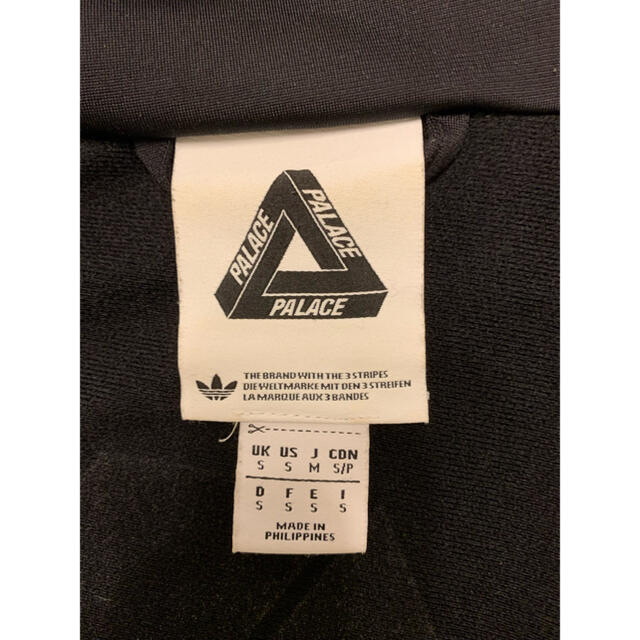 PALACE
PALACE
PALACE
THE BRAND WITH THE 3 STRIPES
DIE WELTMARKE MIT DEN 3 STREIFEN
LA MARQUE AUX 3 BANDES
UK US J CDN
S S M S/P
D F E I
S S S S
MADE IN
PHILIPPINES